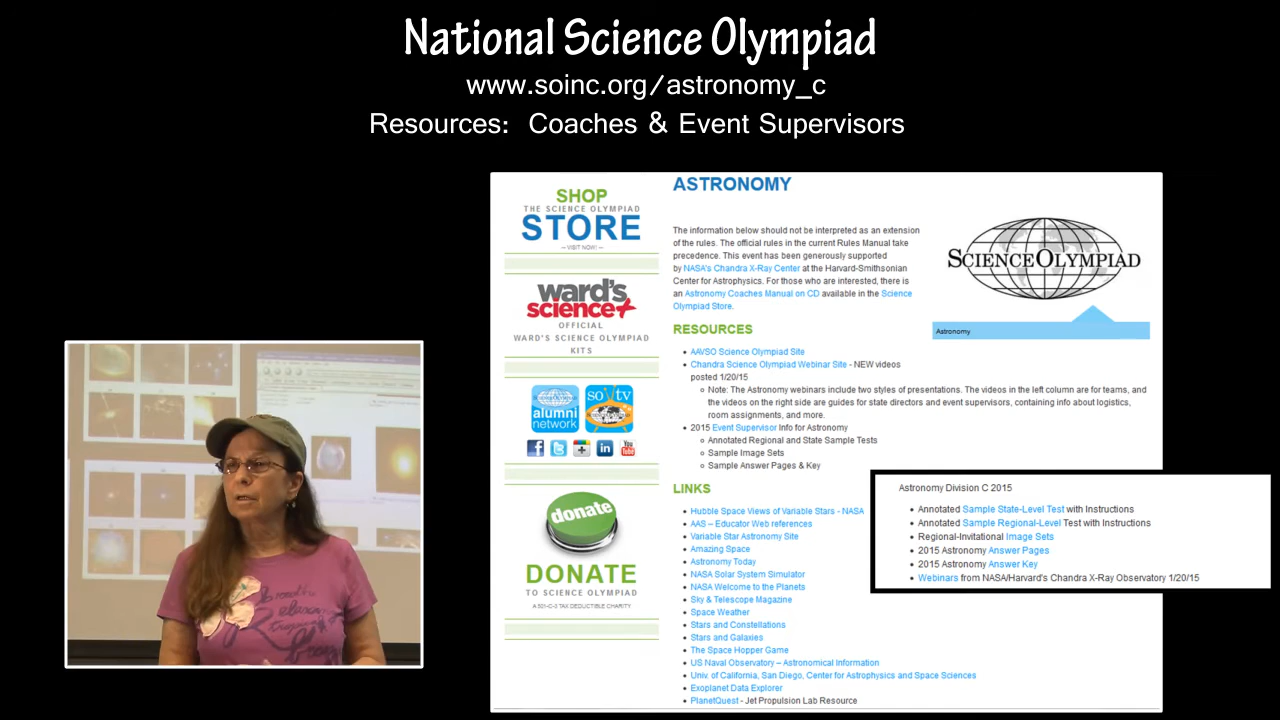 National Science Olympiad
www.soinc.org/astronomy_c
Resources: Coaches & Event Supervisors
SHOP
THE SCIENCE OLYMPIAD
STORE
— VISIT NOW! —
ward's
science+
OFFICIAL
WARD'S SCIENCE OLYMPIAD
KITS
alumni
network
so tv
You
Tube
donate
DONATE
TO SCIENCE OLYMPIAD
A 501-C-3 TAX DEDUCTIBLE CHARITY
ASTRONOMY
The information below should not be interpreted as an extension
of the rules. The official rules in the current Rules Manual take
precedence. This event has been generously supported
by NASA's Chandra X-Ray Center at the Harvard-Smithsonian
Center for Astrophysics. For those who are interested, there is
an Astronomy Coaches Manual on CD available in the Science
Olympiad Store.
SCIENCE OLYMPIAD
Astronomy
RESOURCES
• AAVSO Science Olympiad Site
• Chandra Science Olympiad Webinar Site - NEW videos
posted 1/20/15
Note: The Astronomy webinars include two styles of presentations. The videos in the left column are for teams, and
the videos on the right side are guides for state directors and event supervisors, containing info about logistics,
room assignments, and more.
• 2015 Event Supervisor Info for Astronomy
Annotated Regional and State Sample Tests
Sample Image Sets
Sample Answer Pages & Key
LINKS
• Hubble Space Views of Variable Stars - NASA
• AAS – Educator Web references
• Variable Star Astronomy Site
• Amazing Space
• Astronomy Today
• NASA Solar System Simulator
• NASA Welcome to the Planets
• Sky & Telescope Magazine
• Space Weather
• Stars and Constellations
• Stars and Galaxies
• The Space Hopper Game
• US Naval Observatory – Astronomical Information
• Univ. of California, San Diego, Center for Astrophysics and Space Sciences
• Exoplanet Data Explorer
• PlanetQuest - Jet Propulsion Lab Resource
Astronomy Division C 2015
• Annotated Sample State-Level Test with Instructions
• Annotated Sample Regional-Level Test with Instructions
• Regional-Invitational Image Sets
• 2015 Astronomy Answer Pages
• 2015 Astronomy Answer Key
• Webinars from NASA/Harvard's Chandra X-Ray Observatory 1/20/15